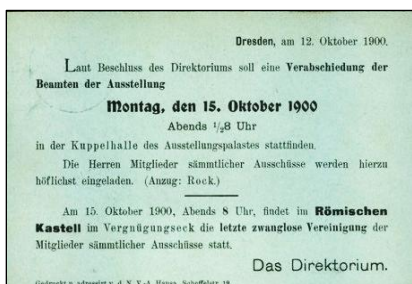 Dresden, am 12. Oktober 1900.
Laut Beschluss des Direktoriums soll eine Verabschiedung der
Beamten der Ausstellung
Montag, den 15. Oktober 1900
Abends ½8 Uhr
in der Kuppelhalle des Ausstellungspalastes stattfinden.
Die Herren Mitglieder sämmtlicher Ausschüsse werden hierzu
höflichst eingeladen. (Anzug: Rock.)
Am 15. Oktober 1900, Abends 8 Uhr, findet im Römischen
Kastell im Vergnügungseck die letzte zwanglose Vereinigung der
Mitglieder sämmtlicher Ausschüsse statt.
Das Direktorium.
Gedruckt u. adressirt v. d.